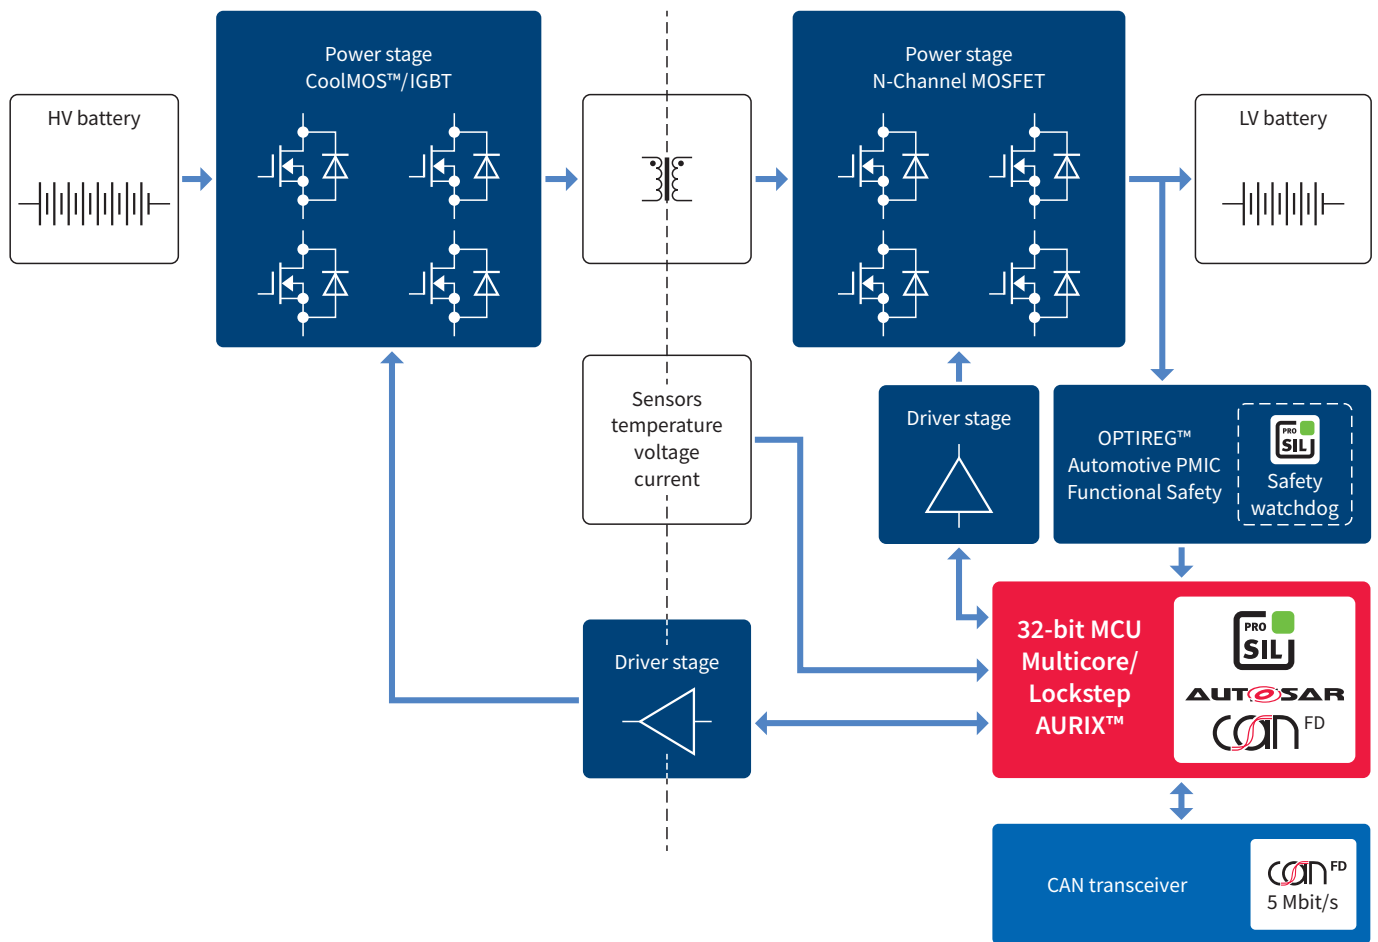 Power stage
CoolMOS™/IGBT
Power stage
N-Channel MOSFET
HV battery
LV battery
Sensors
temperature
voltage
current
Driver stage
OPTIREG™
Automotive PMIC
Functional Safety
PRO
SIL
Safety
watchdog
Driver stage
32-bit MCU
Multicore/
Lockstep
AURIX™
PRO
SIL
AUTOSAR
CAN FD
CAN transceiver
CAN FD
5 Mbit/s